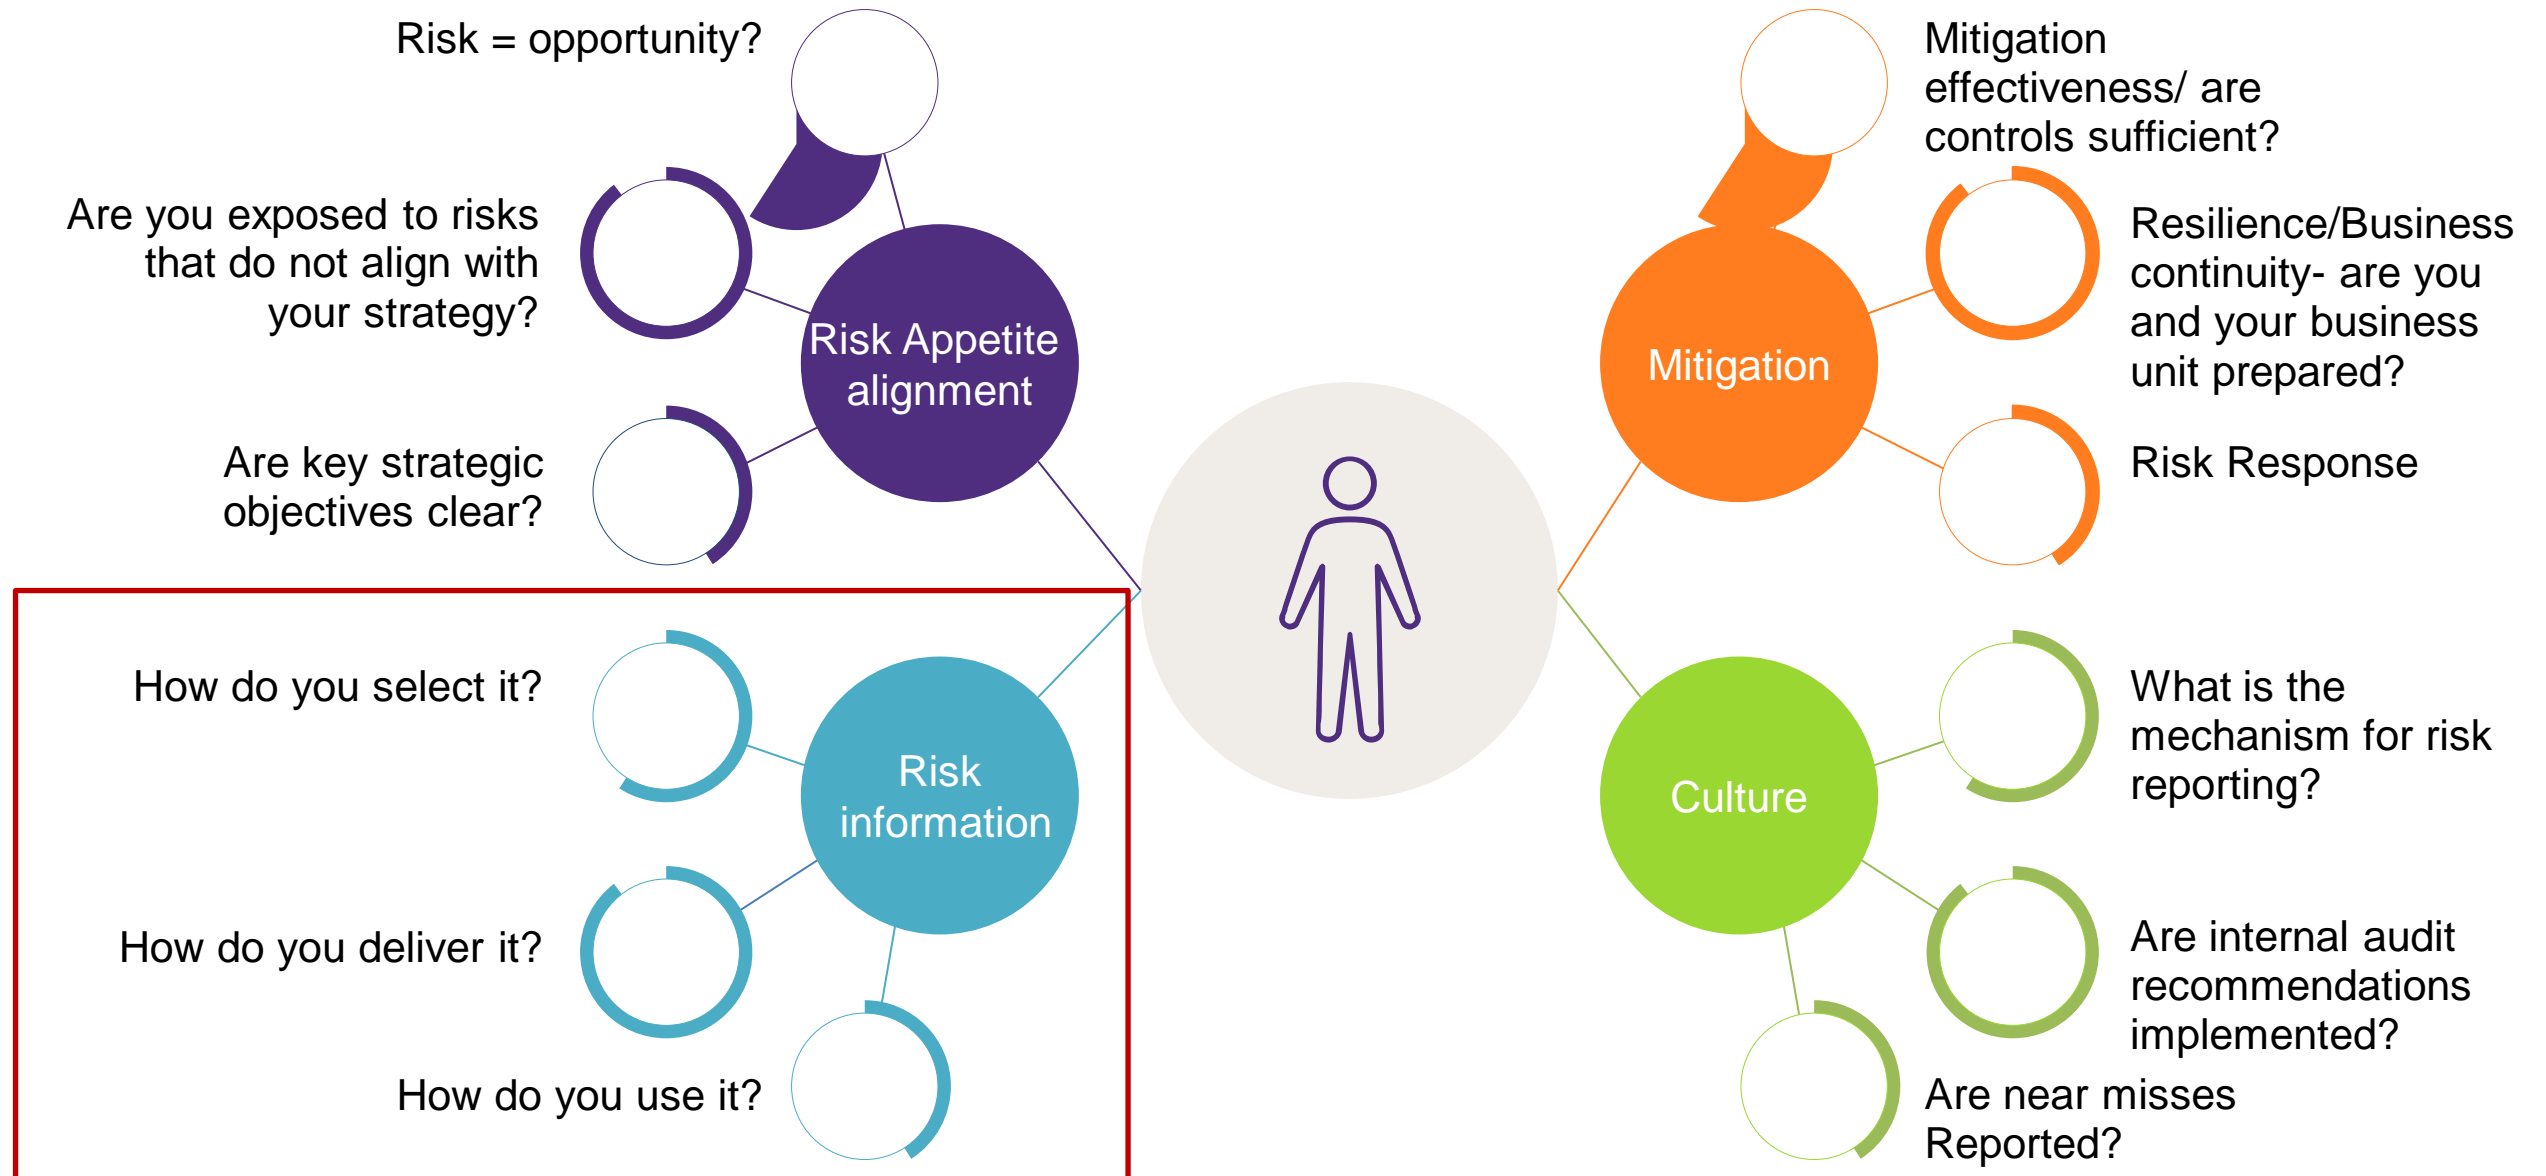 Risk = opportunity?
Are you exposed to risks
that do not align with
your strategy?
Are key strategic
objectives clear?
Risk Appetite
alignment
Mitigation
effectiveness/ are
controls sufficient?
Resilience/Business
continuity- are you
and your business
unit prepared?
Risk Response
Mitigation
How do you select it?
How do you deliver it?
How do you use it?
Risk
information
Culture
What is the
mechanism for risk
reporting?
Are internal audit
recommendations
implemented?
Are near misses
Reported?